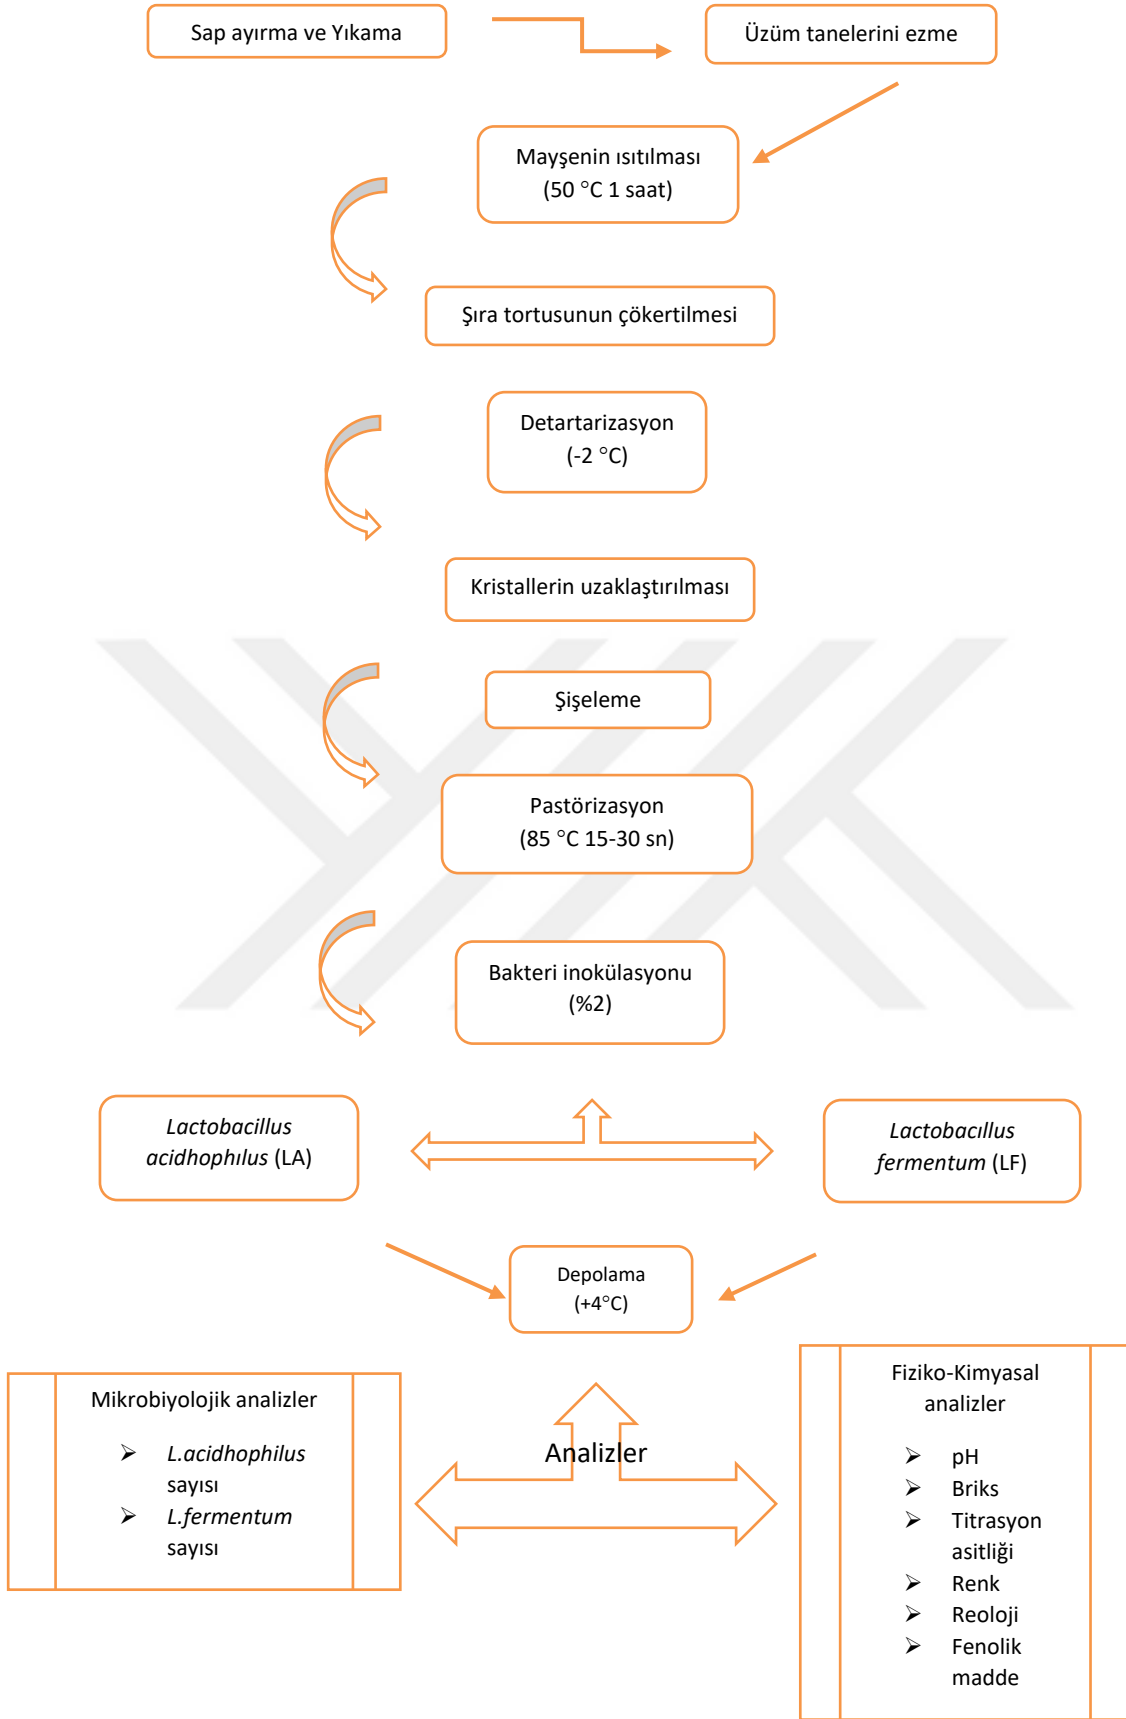 Sap ayırma ve Yıkama
Üzüm tanelerini ezme
Mayşenin ısıtılması
(50 °C 1 saat)
Şıra tortusunun çökertilmesi
Detartarizasyon
(-2 °C)
Kristallerin uzaklaştırılması
Şişeleme
Pastörizasyon
(85 °C 15-30 sn)
Bakteri inokülasyonu
(%2)
Lactobacillus
acidhophilus (LA)
Lactobacıllus
fermentum (LF)
Depolama
(+4°C)
Analizler
Mikrobiyolojik analizler
➢ L.acidhophilus
sayısı
➢ L.fermentum
sayısı
Fiziko-Kimyasal
analizler
➢ pH
➢ Briks
➢ Titrasyon
asitliği
➢ Renk
➢ Reoloji
➢ Fenolik
madde